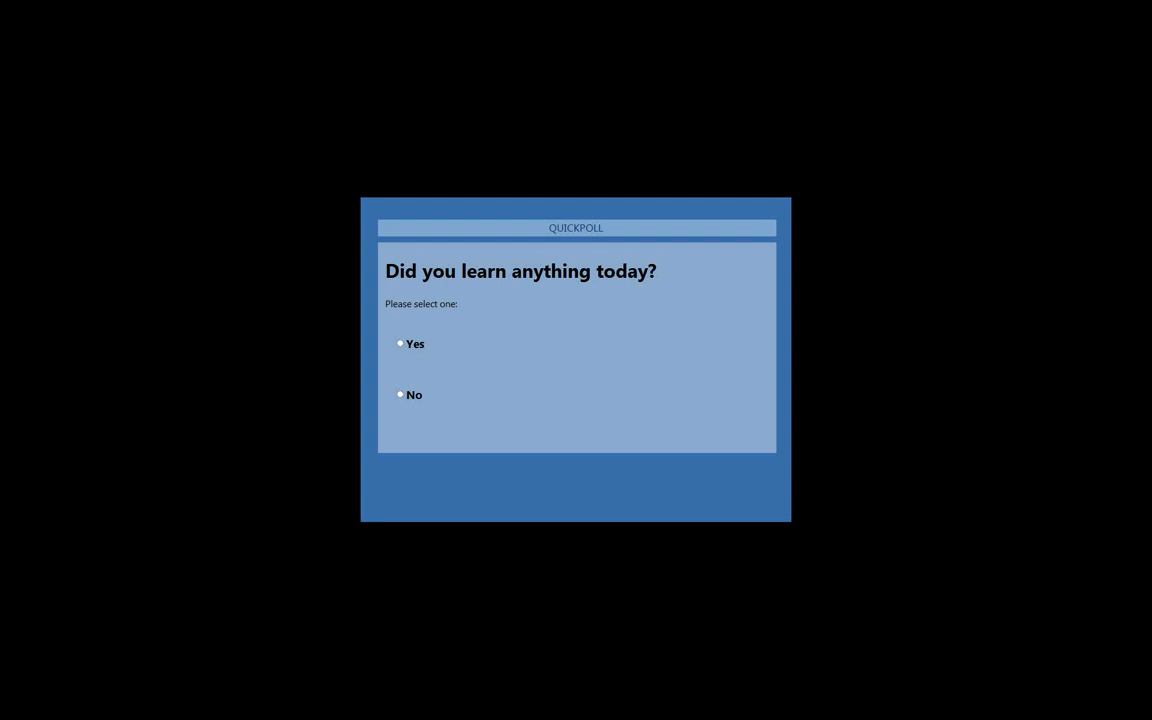 QUICKPOLL
Did you learn anything today?
Please select one:
Yes
No